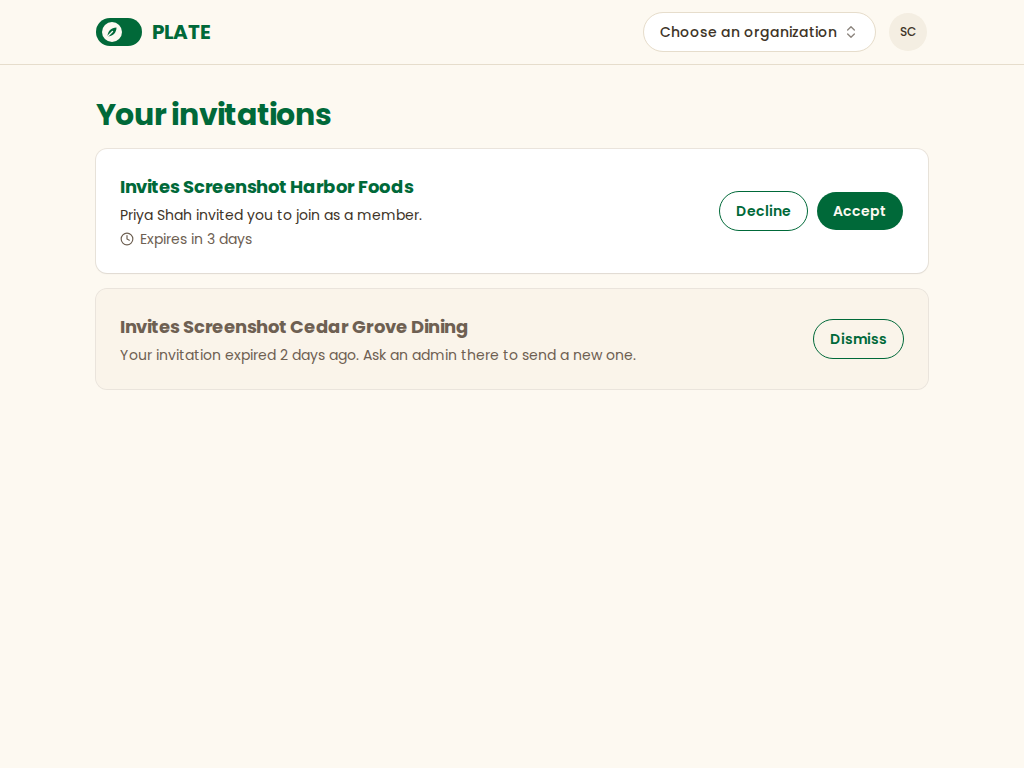 PLATE
Choose an organization
SC
Your invitations
Invites Screenshot Harbor Foods
Priya Shah invited you to join as a member.
Expires in 3 days
Decline
Accept
Invites Screenshot Cedar Grove Dining
Your invitation expired 2 days ago. Ask an admin there to send a new one.
Dismiss